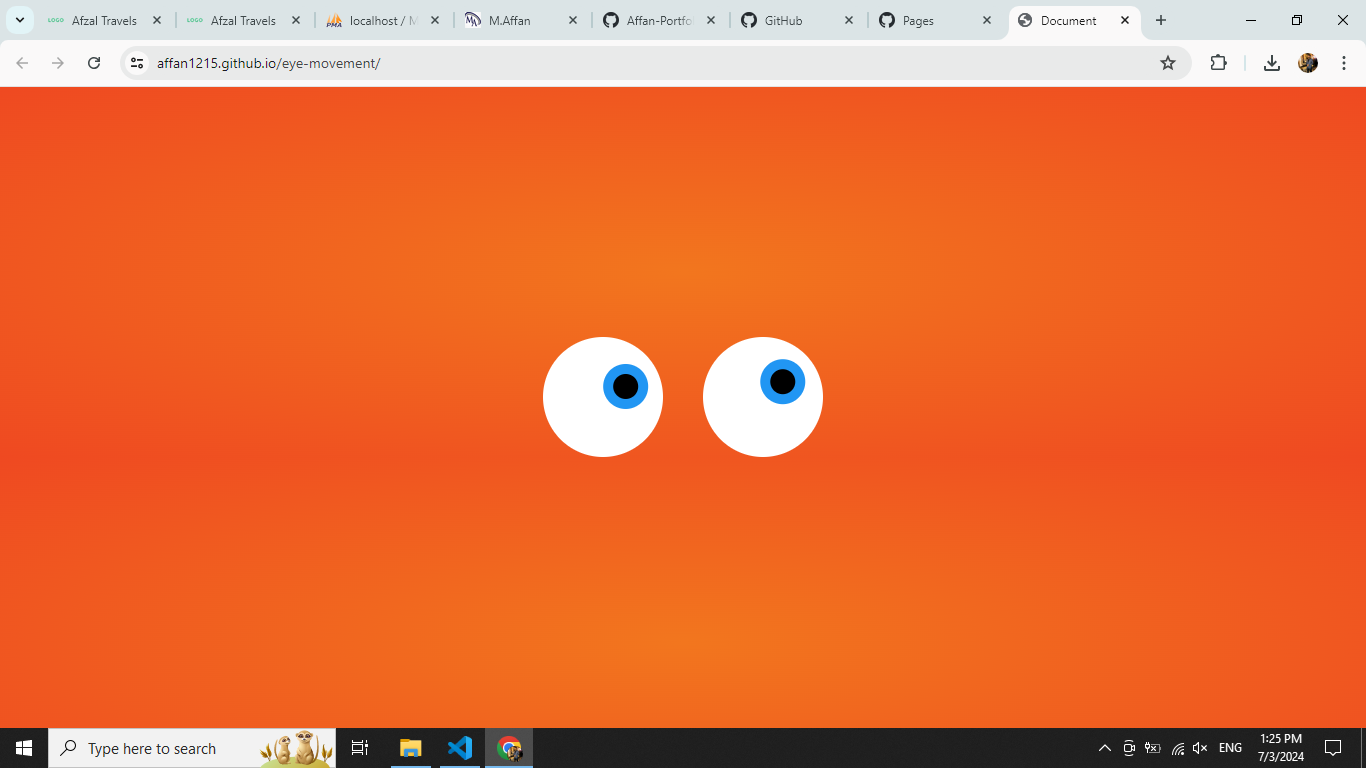 LOGO Afzal Travels
LOGO Afzal Travels
PMA localhost / M
MA M.Affan
Affan-Portfo
GitHub
Pages
Document
affan1215.github.io/eye-movement/
Type here to search
ENG
1:25 PM
7/3/2024